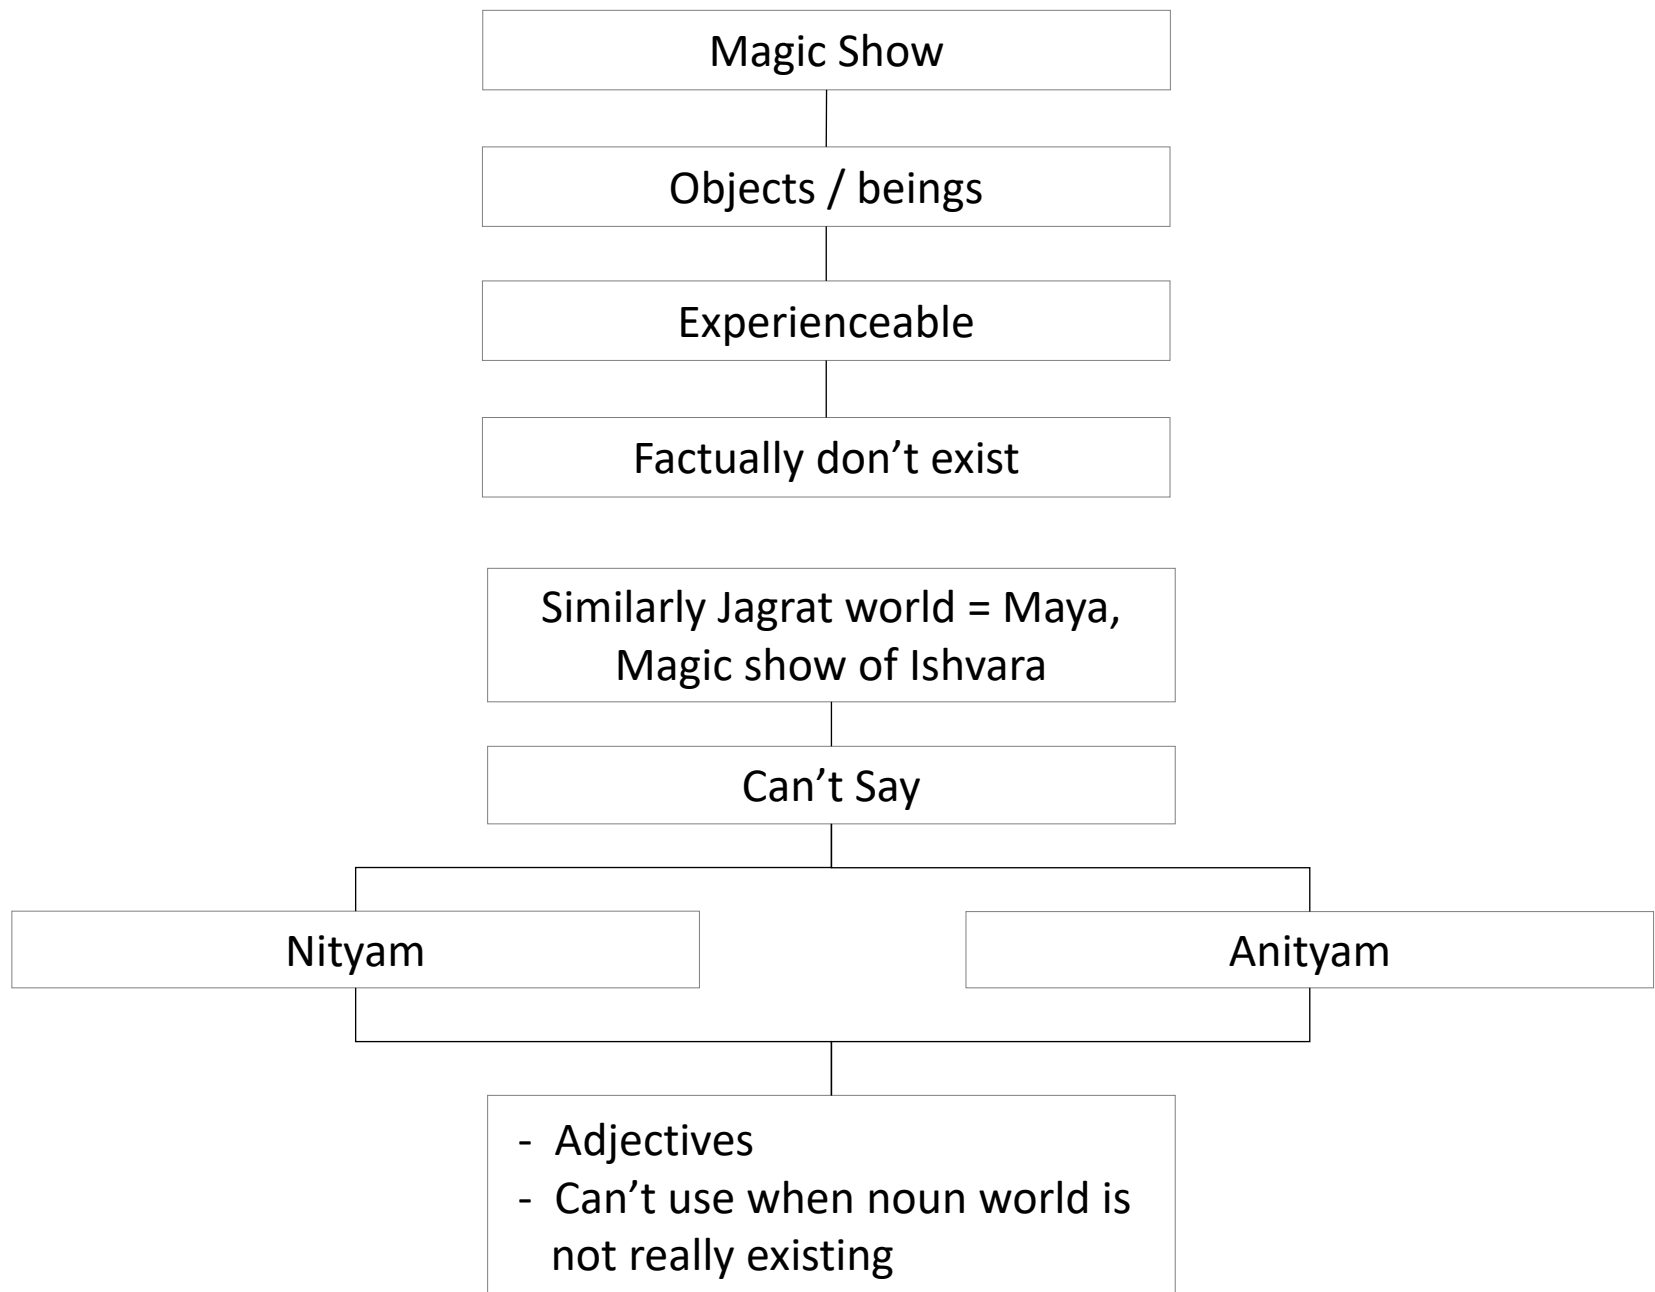 Magic Show
Objects / beings
Experienceable
Factually don’t exist
Similarly Jagrat world = Maya,
Magic show of Ishvara
Can’t Say
Nityam
Anityam
- Adjectives
- Can’t use when noun world is
not really existing